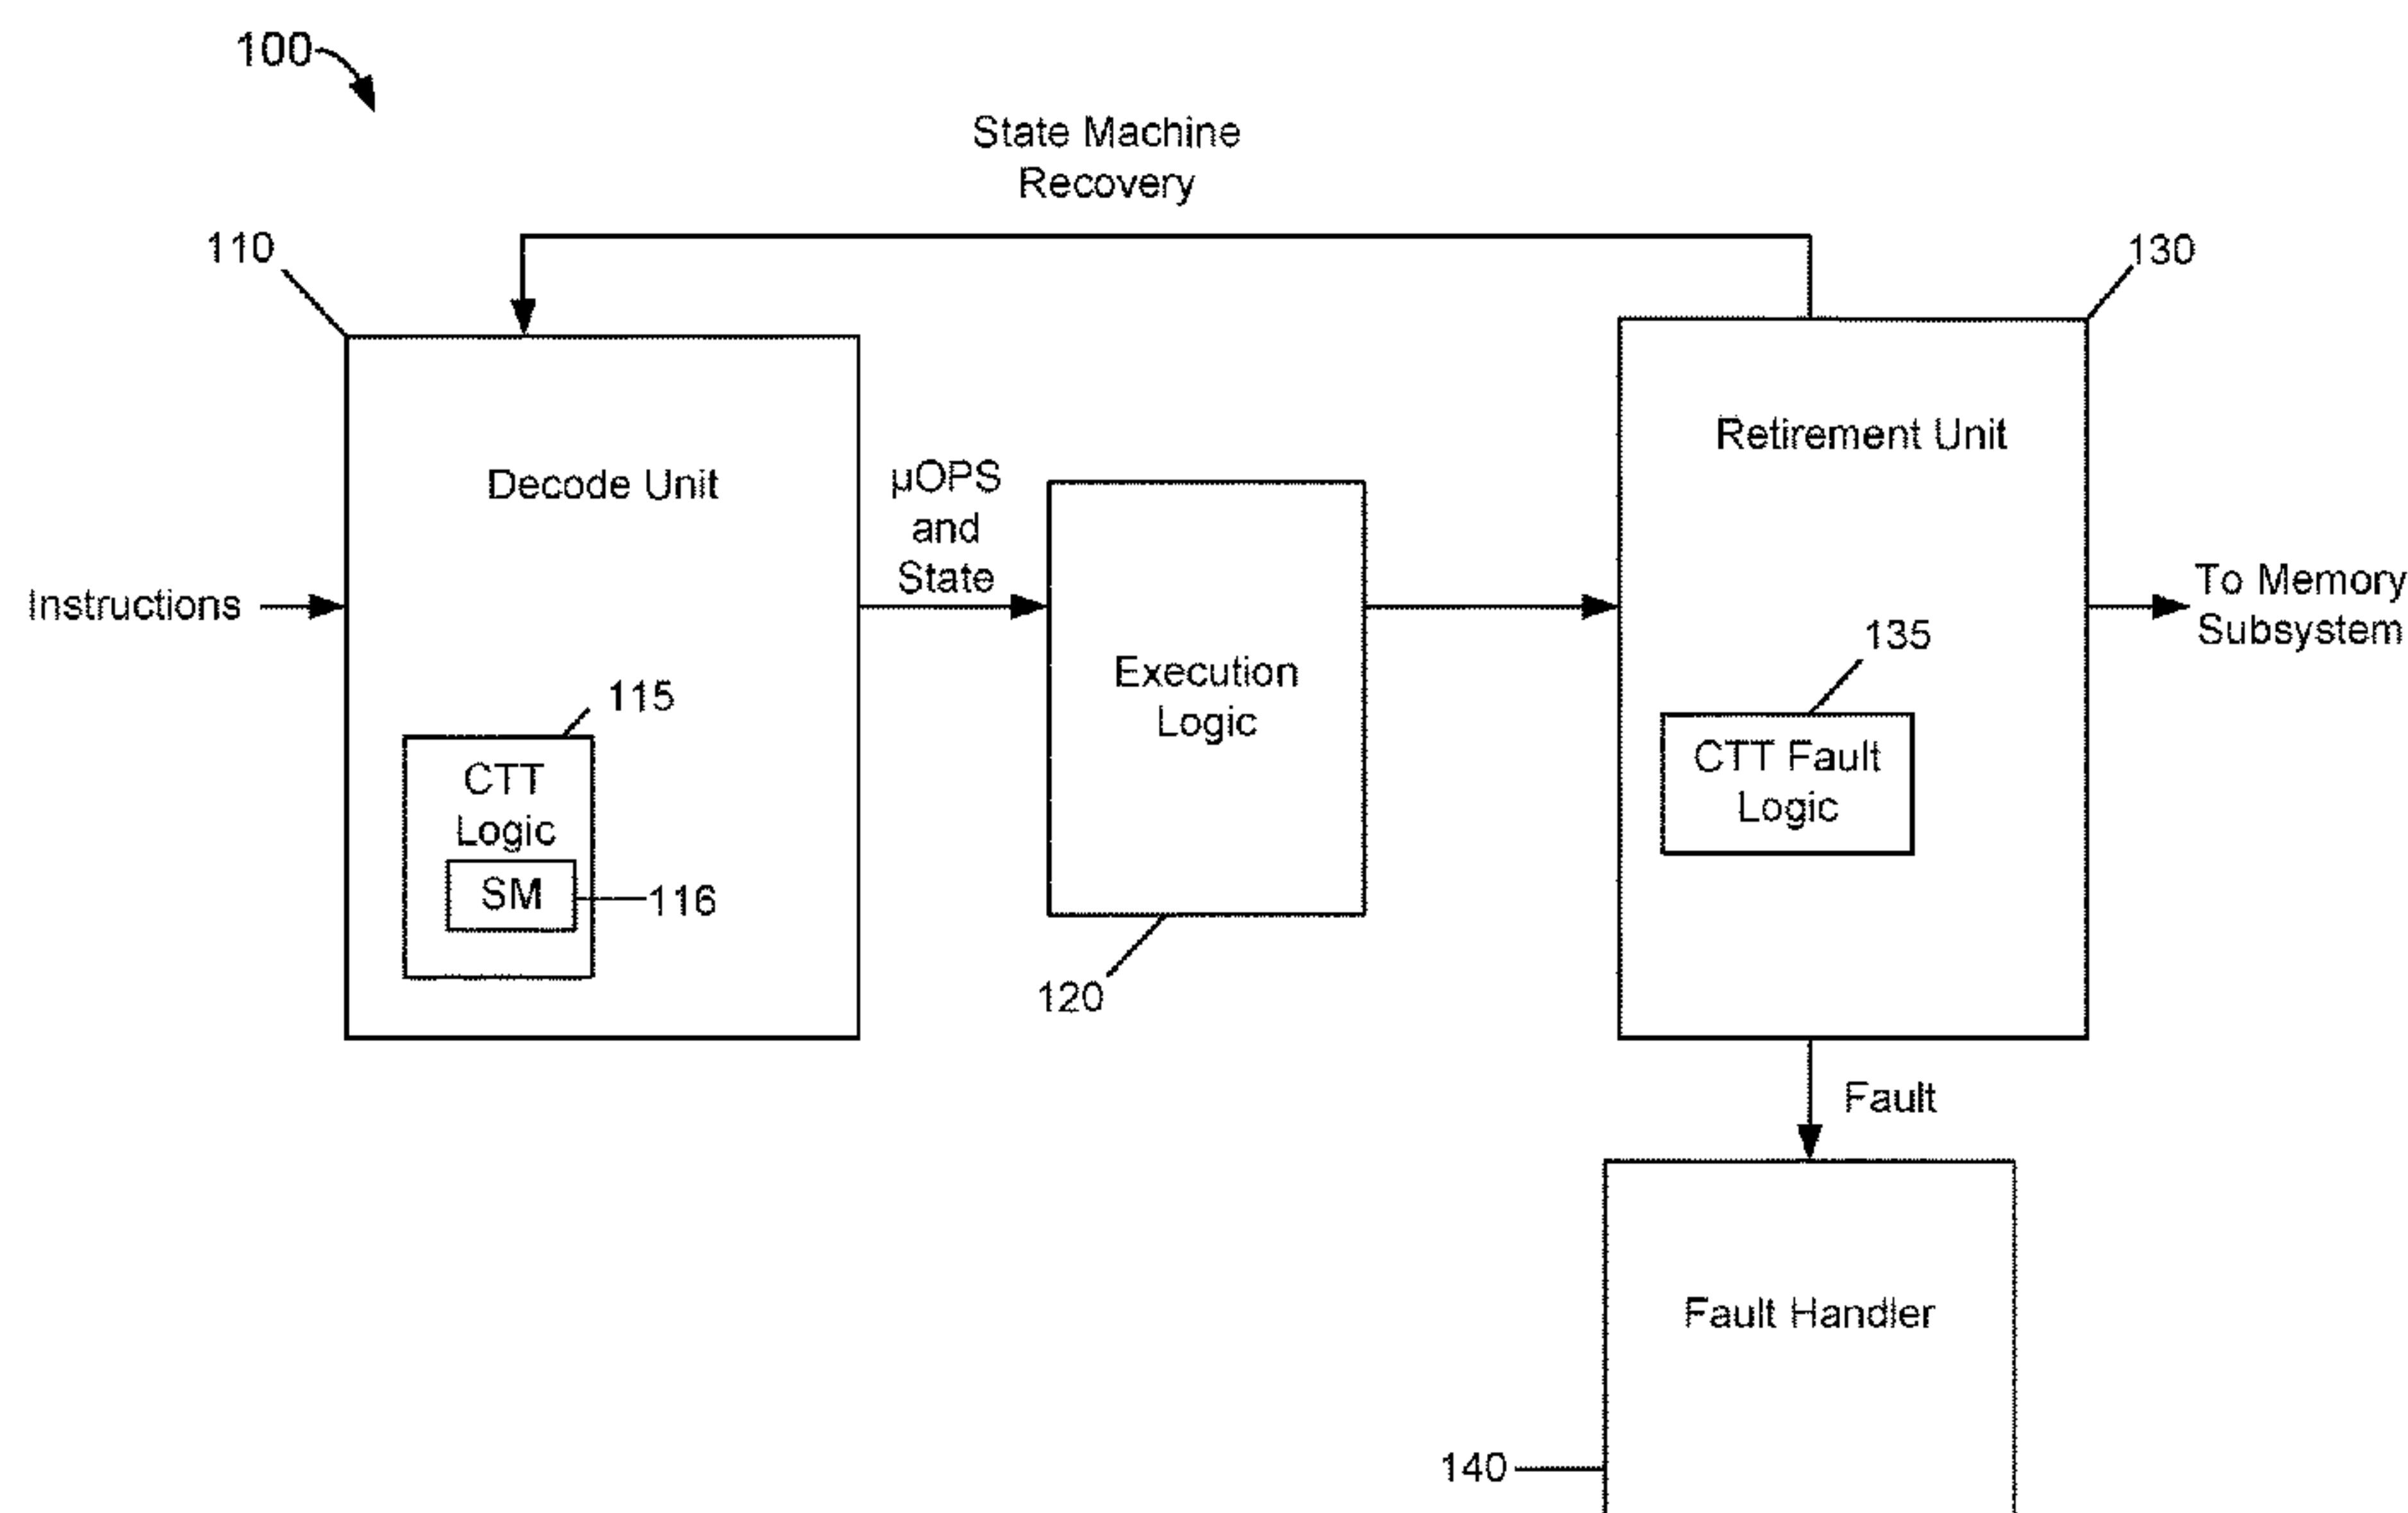 100
State Machine
Recovery
110
130
Decode Unit
Retirement Unit
µOPS
and
State
Instructions
To Memory
Subsystem
Execution
Logic
115
CTT
Logic
SM
116
135
CTT Fault
Logic
120
Fault
Fault Handler
140